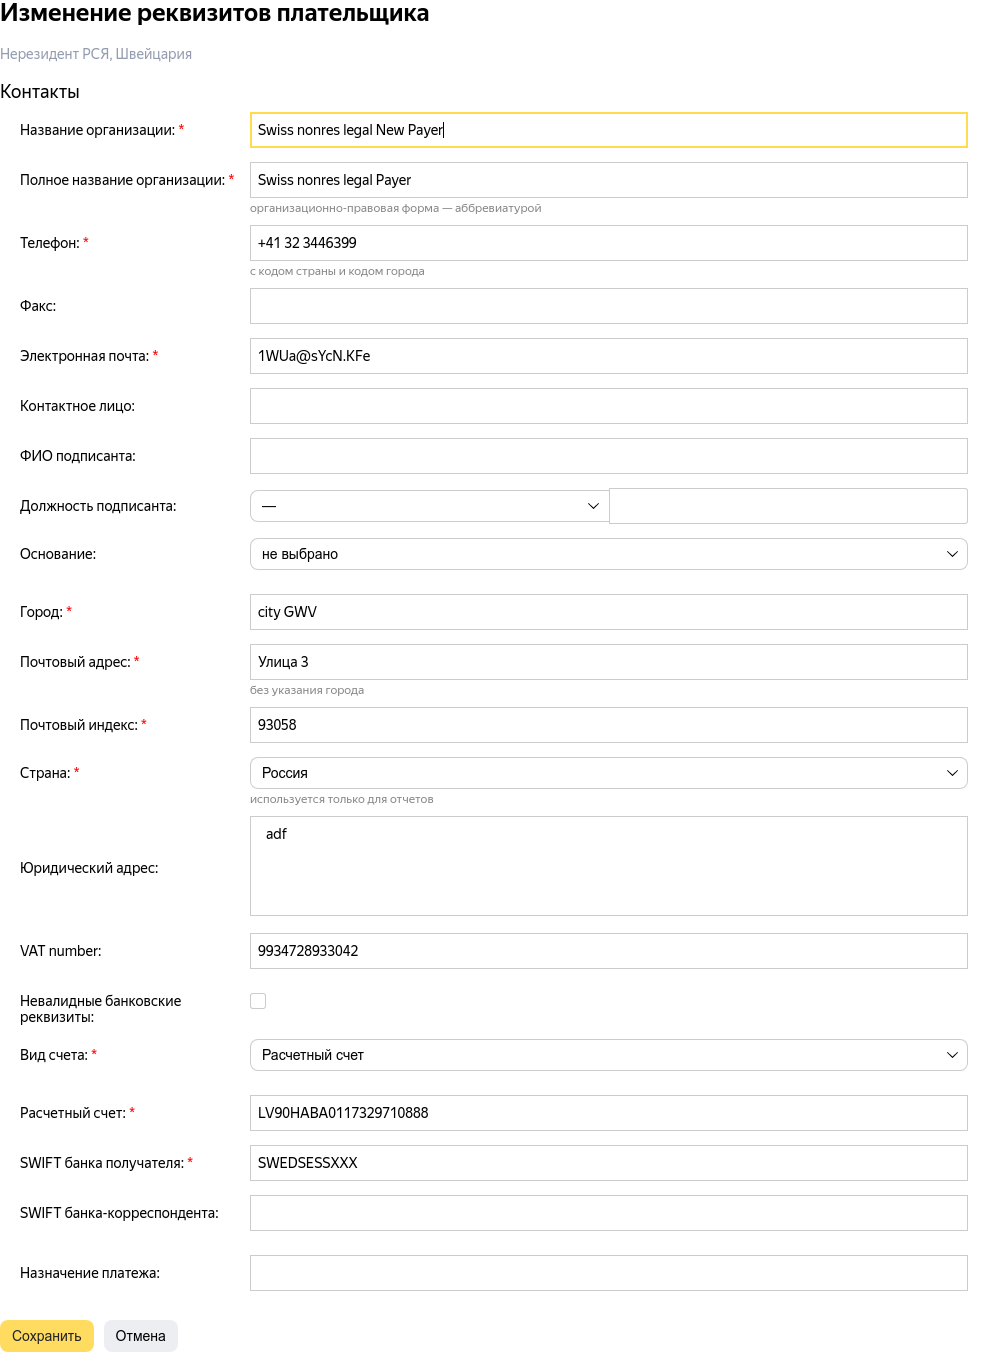 Изменение реквизитов плательщика
Нерезидент РСЯ, Швейцария
Контакты
Название организации: * Swiss nonres legal New Payer
Полное название организации: * Swiss nonres legal Payer
организационно-правовая форма — аббревиатурой
Телефон: * +41 32 3446399
с кодом страны и кодом города
Факс:
Электронная почта: * 1WUa@sYcN.KFe
Контактное лицо:
ФИО подписанта:
Должность подписанта: —
Основание: не выбрано
Город: * city GWV
Почтовый адрес: * Улица 3
без указания города
Почтовый индекс: * 93058
Страна: * Россия
используется только для отчетов
Юридический адрес: adf
VAT number: 9934728933042
Невалидные банковские
реквизиты:
Вид счета: * Расчетный счет
Расчетный счет: * LV90HABA0117329710888
SWIFT банка получателя: * SWEDSESSXXX
SWIFT банка-корреспондента:
Назначение платежа:
Сохранить Отмена